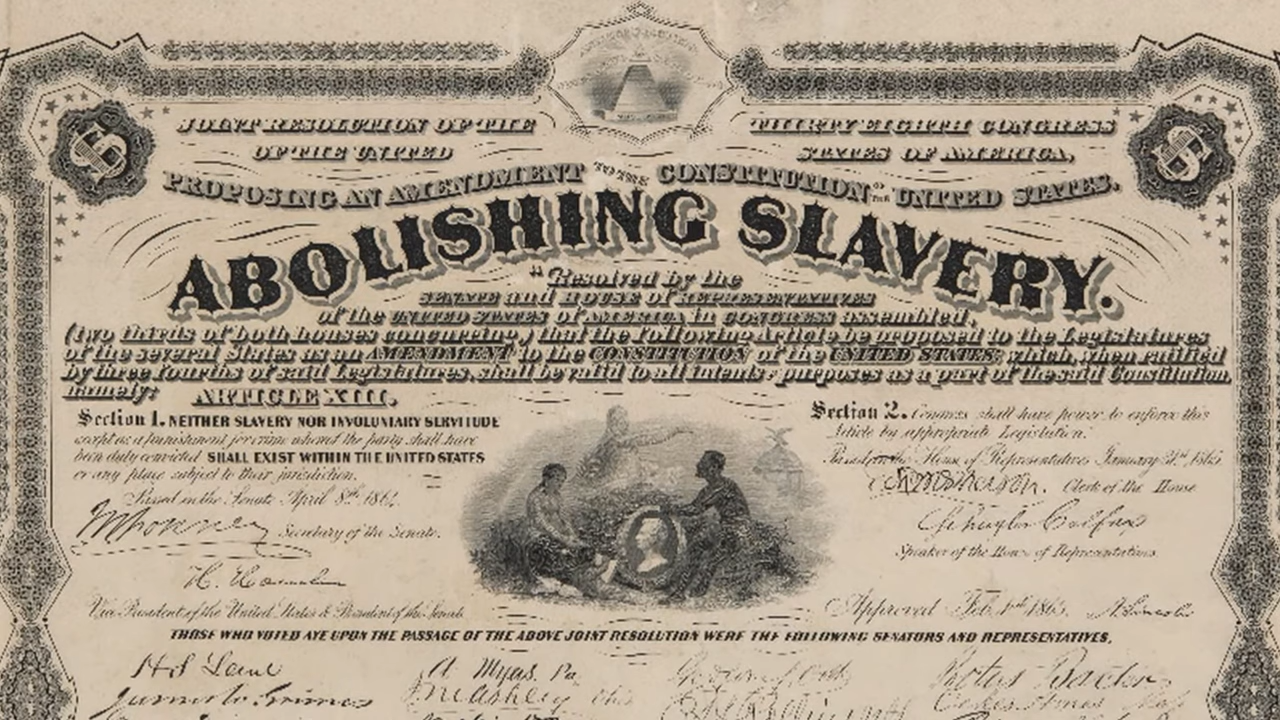 JOINT RESOLUTION OF THE THIRTY EIGHTH CONGRESS
OF THE UNITED STATES OF AMERICA,
PROPOSING AN AMENDMENT TO THE CONSTITUTION OF THE UNITED STATES.
ABOLISHING SLAVERY.
"Resolved by the
SENATE and HOUSE of REPRESENTATIVES
of the UNITED STATES of AMERICA in CONGRESS assembled,
(two thirds of both houses concurring,) that the following Article be proposed to the Legislatures
of the several States as an AMENDMENT to the CONSTITUTION of the UNITED STATES; which, when ratified
by three fourths of said Legislatures, shall be valid to all intents & purposes as a part of the said Constitution,
namely: ARTICLE XIII.
Section 1. NEITHER SLAVERY NOR INVOLUNTARY SERVITUDE
except as a punishment for crime whereof the party shall have
been duly convicted SHALL EXIST WITHIN THE UNITED STATES
or any place subject to their jurisdiction.
Passed in the Senate April 8th 1864.
Secretary of the Senate.
H. Hamlin
Vice President of the United States & President of the Senate
Section 2. Congress shall have power to enforce this
Article by appropriate Legislation.
Passed in the House of Representatives January 31st 1865
Clerk of the House
Schuyler Colfax
Speaker of the House of Representatives
Approved Feb. 1st 1865. A. Lincoln
THOSE WHO VOTED AYE UPON THE PASSAGE OF THE ABOVE JOINT RESOLUTION WERE THE FOLLOWING SENATORS AND REPRESENTATIVES,
H S Lane A Myers Pa Portus Baxter